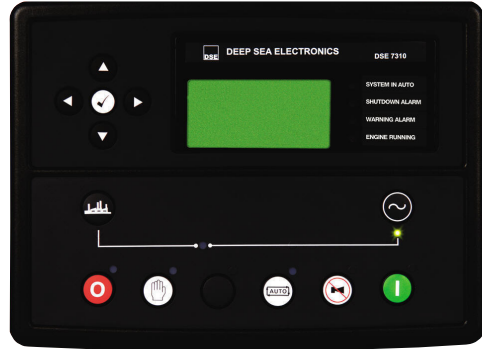 DSE
DEEP SEA ELECTRONICS
DSE 7310
SYSTEM IN AUTO
SHUTDOWN ALARM
WARNING ALARM
ENGINE RUNNING
O
AUTO
I